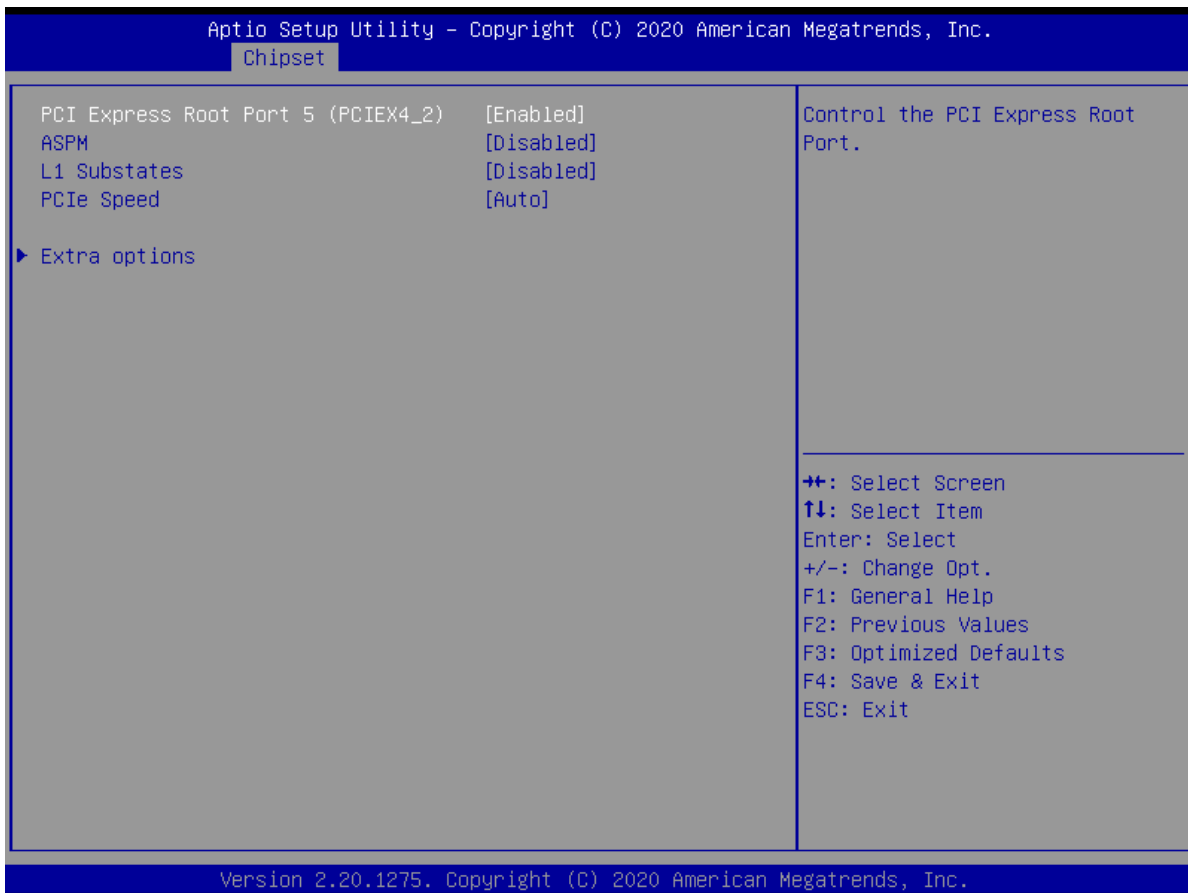 Aptio Setup Utility – Copyright (C) 2020 American Megatrends, Inc.
Chipset
PCI Express Root Port 5 (PCIEX4_2) [Enabled]
ASPM [Disabled]
L1 Substates [Disabled]
PCIe Speed [Auto]
▶ Extra options
Control the PCI Express Root
Port.
→←: Select Screen
↑↓: Select Item
Enter: Select
+/-: Change Opt.
F1: General Help
F2: Previous Values
F3: Optimized Defaults
F4: Save & Exit
ESC: Exit
Version 2.20.1275. Copyright (C) 2020 American Megatrends, Inc.